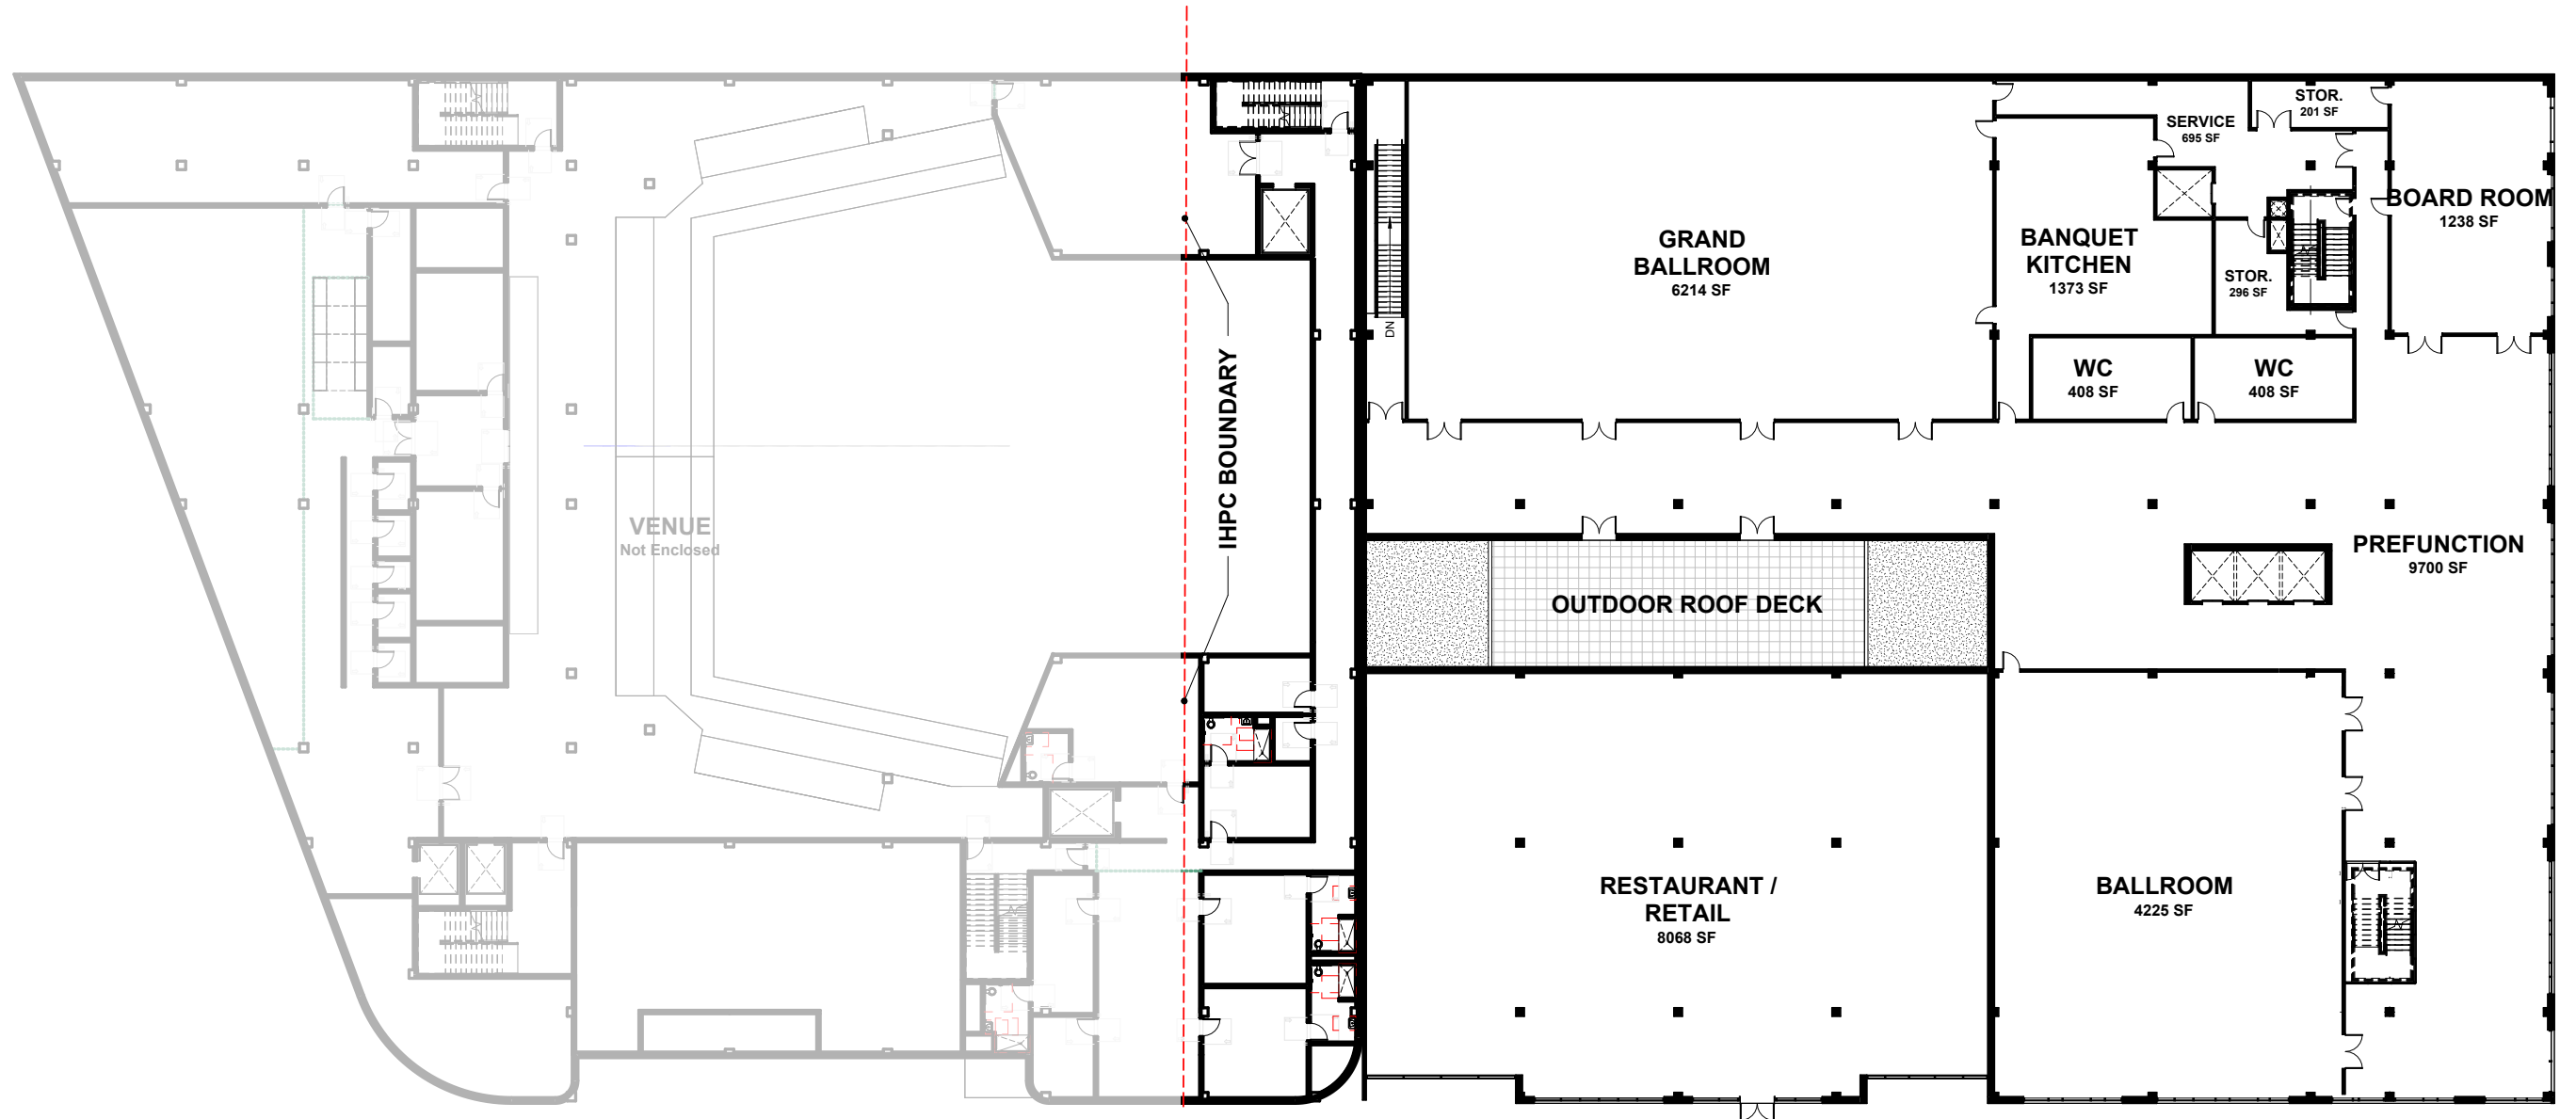 STOR.
201 SF
SERVICE
695 SF
BOARD ROOM
1238 SF
GRAND
BALLROOM
6214 SF
BANQUET
KITCHEN
1373 SF
STOR.
296 SF
DN
WC
408 SF
WC
408 SF
IHPC BOUNDARY
VENUE
Not Enclosed
PREFUNCTION
9700 SF
OUTDOOR ROOF DECK
RESTAURANT /
RETAIL
8068 SF
BALLROOM
4225 SF